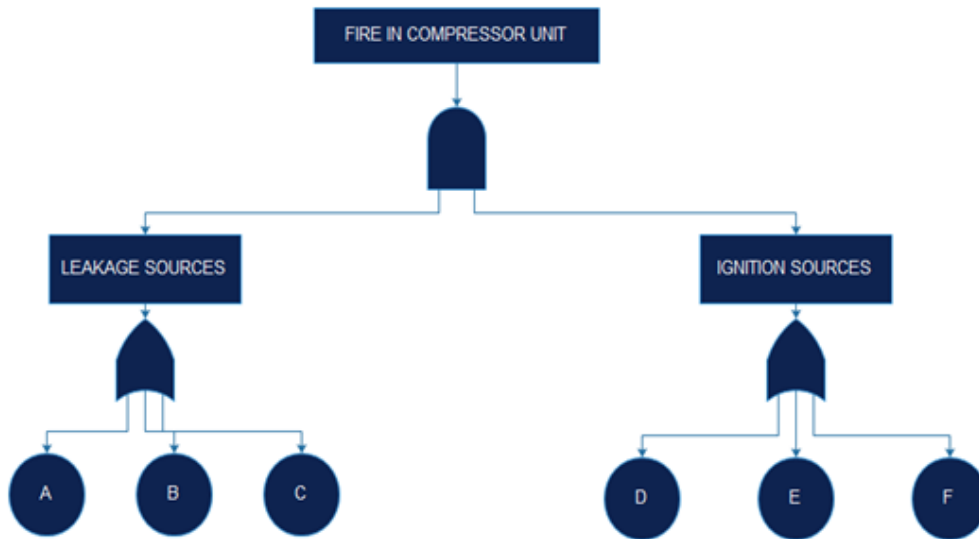 FIRE IN COMPRESSOR UNIT
LEAKAGE SOURCES
IGNITION SOURCES
A
B
C
D
E
F